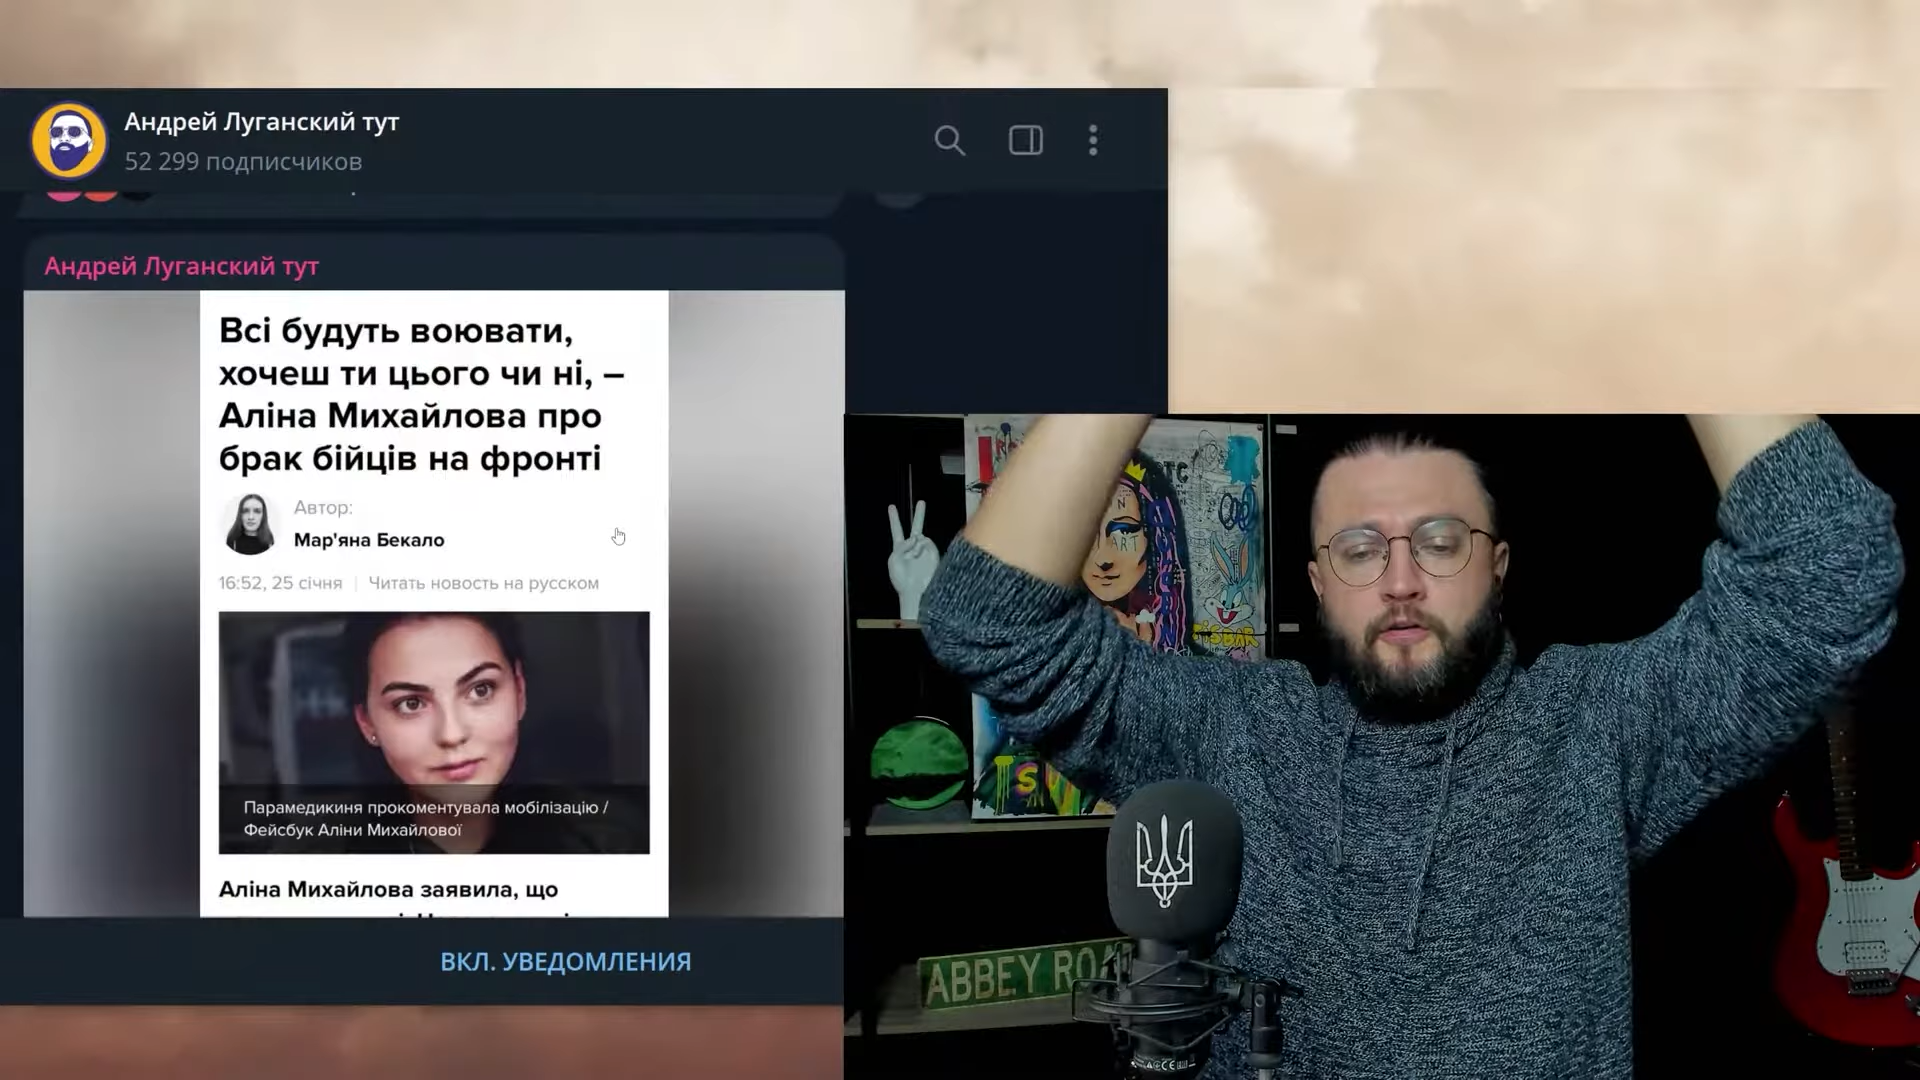 Андрей Луганский тут
52 299 подписчиков
Андрей Луганский тут
Всі будуть воювати,
хочеш ти цього чи ні, –
Аліна Михайлова про
брак бійців на фронті
Автор:
Мар'яна Бекало
16:52, 25 січня | Читать новость на русском
Парамедикиня прокоментувала мобілізацію /
Фейсбук Аліни Михайлової
Аліна Михайлова заявила, що
ВКЛ. УВЕДОМЛЕНИЯ
ART
ABBEY ROA